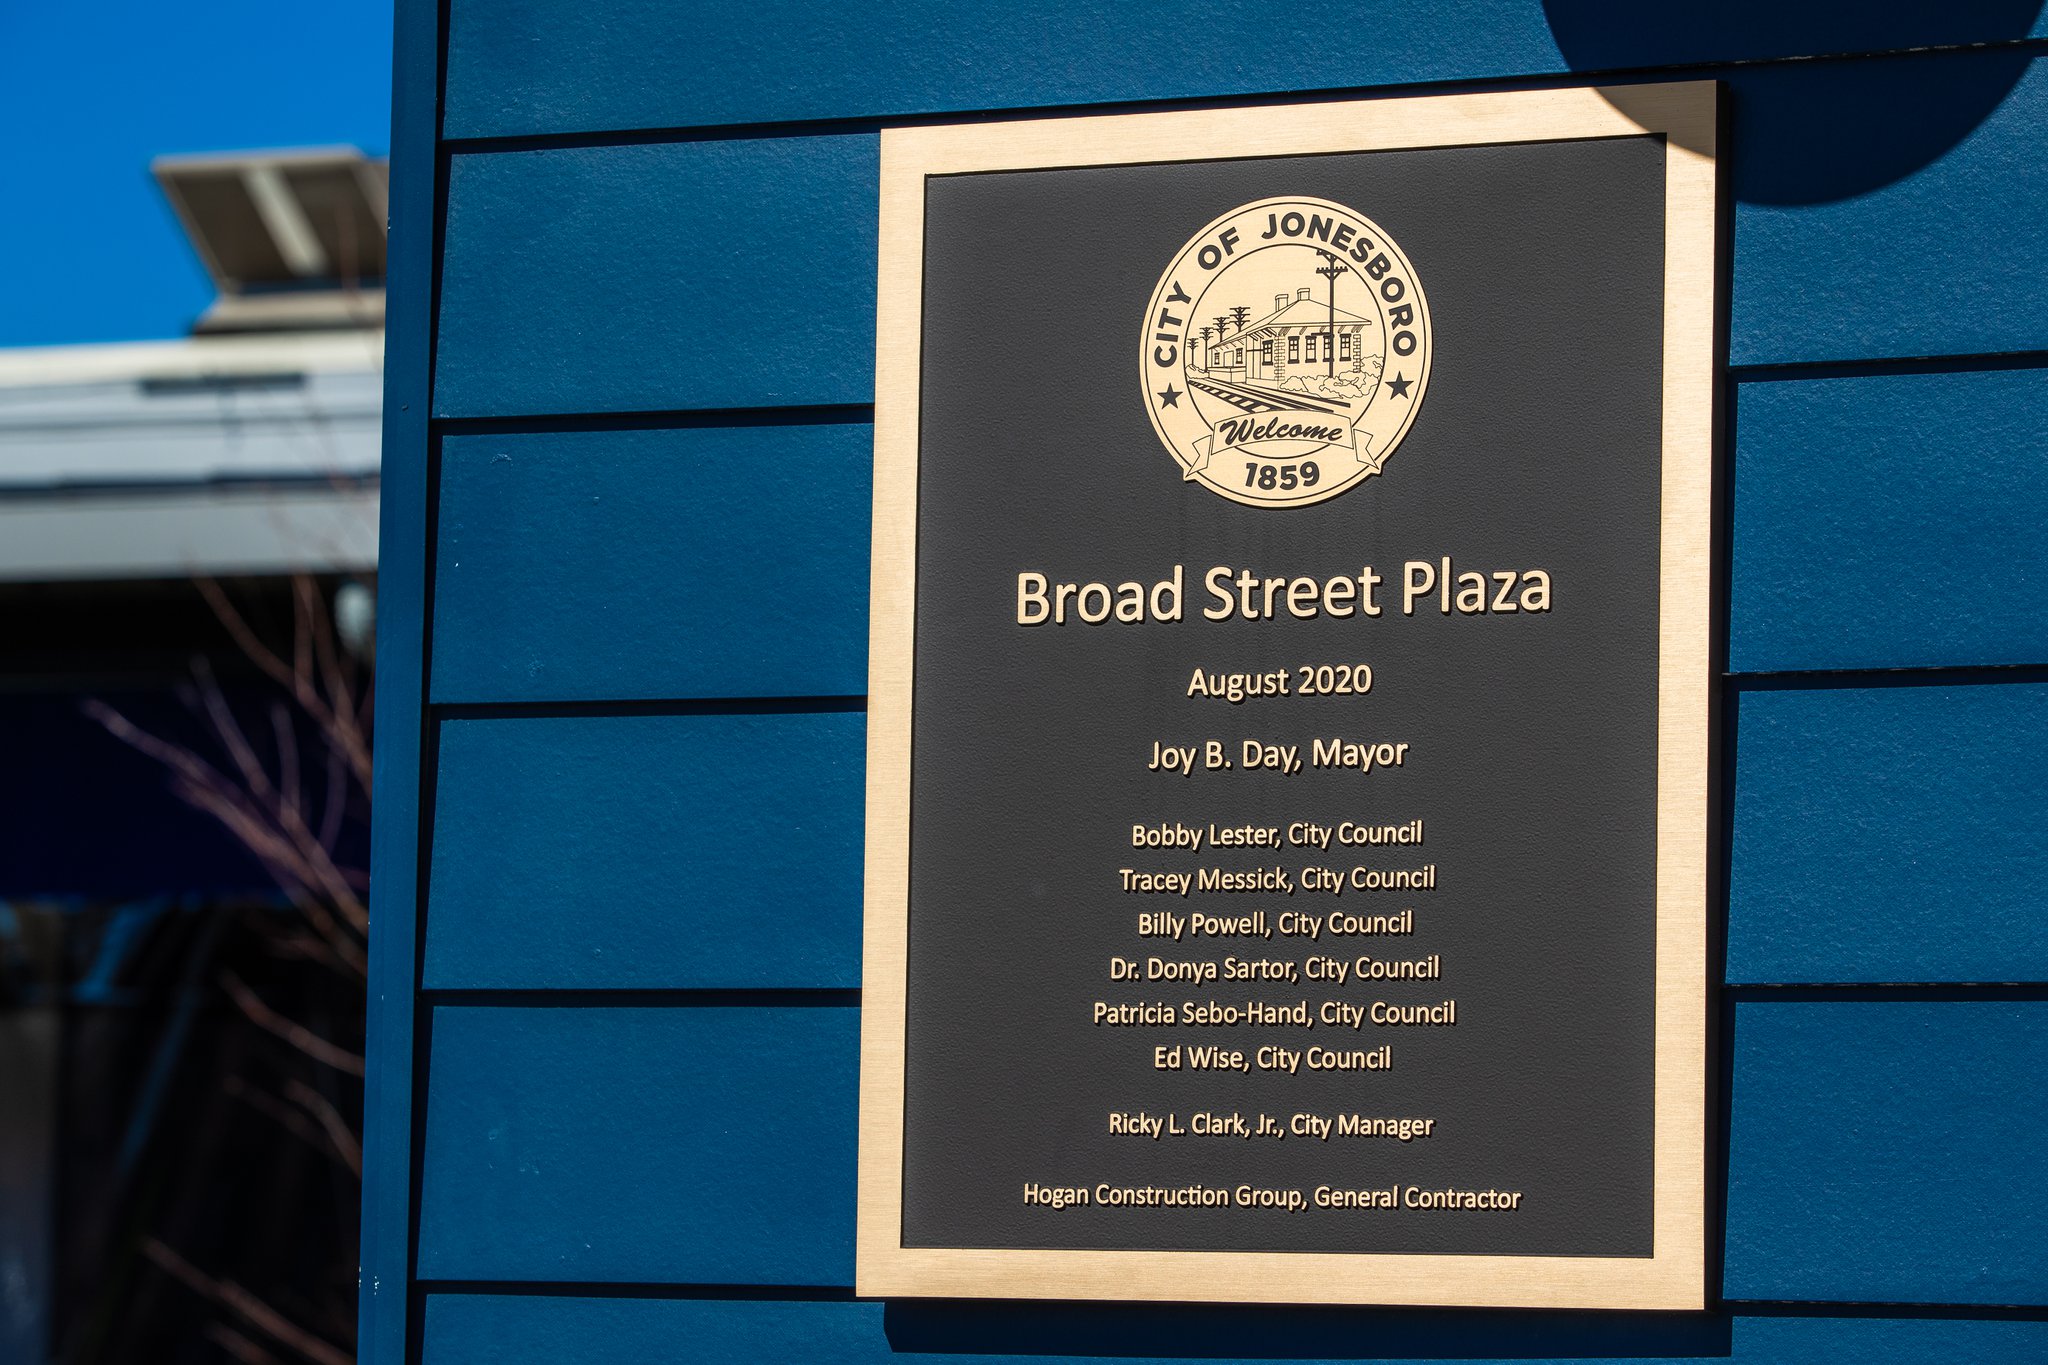 CITY OF JONESBORO
Welcome
1859
Broad Street Plaza
August 2020
Joy B. Day, Mayor
Bobby Lester, City Council
Tracey Messick, City Council
Billy Powell, City Council
Dr. Donya Sartor, City Council
Patricia Sebo-Hand, City Council
Ed Wise, City Council
Ricky L. Clark, Jr., City Manager
Hogan Construction Group, General Contractor